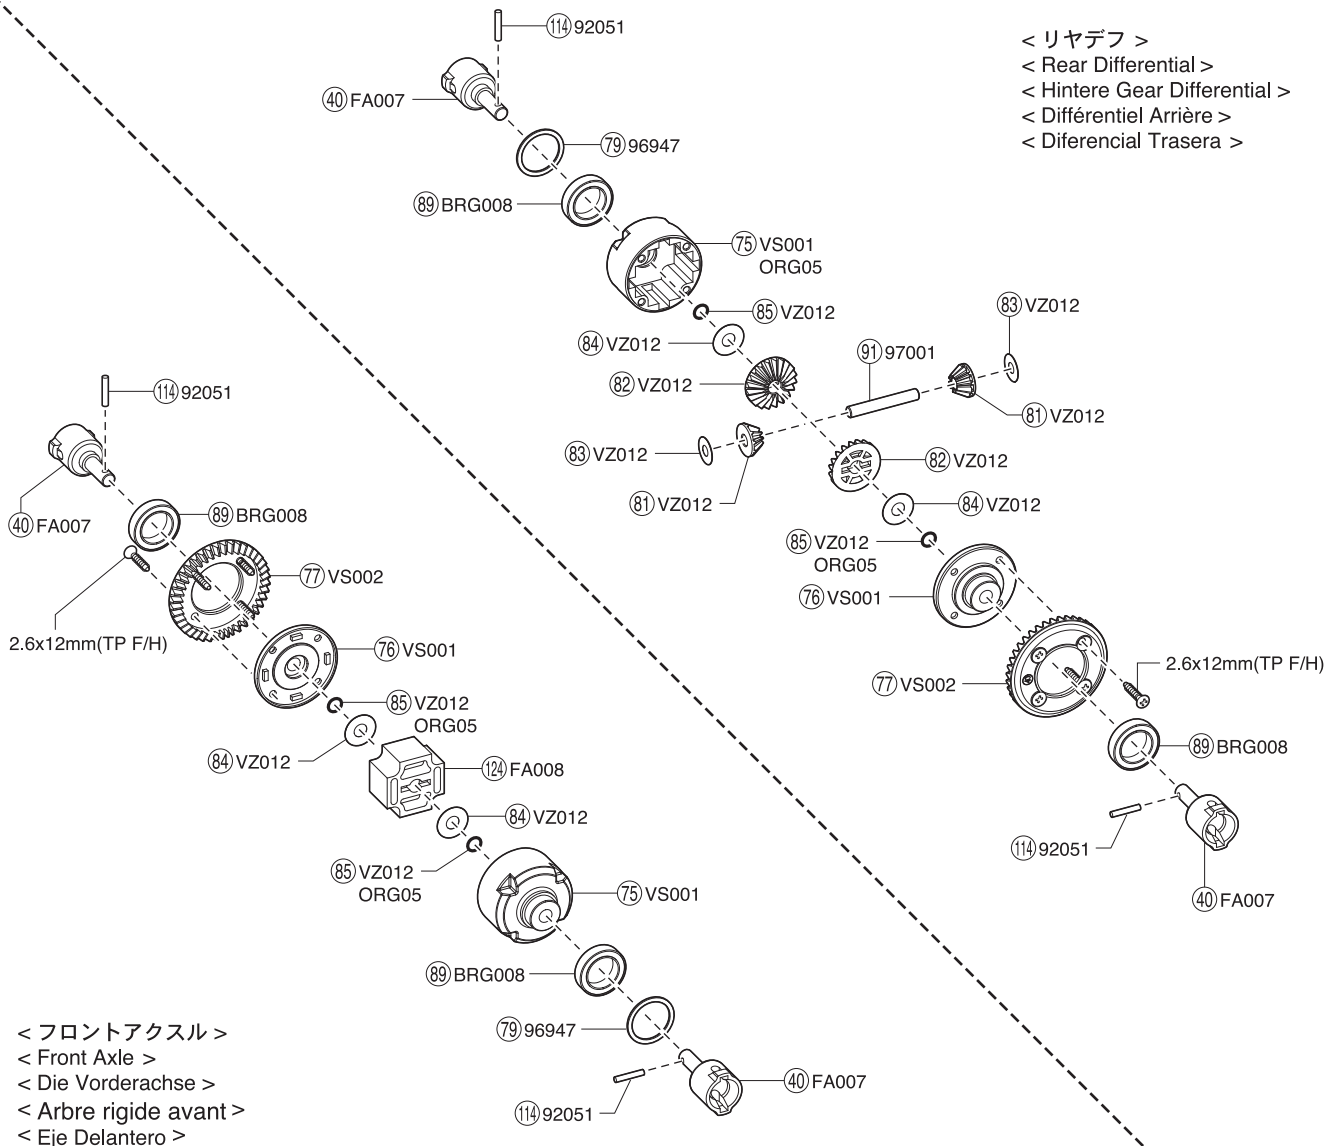 ⑪⑭ 92051
㊵ FA007
79 96947
89 BRG008
75 VS001
ORG05
85 VZ012
84 VZ012
82 VZ012
91 97001
83 VZ012
81 VZ012
83 VZ012
81 VZ012
82 VZ012
84 VZ012
85 VZ012
ORG05
76 VS001
77 VS002
2.6x12mm(TP F/H)
89 BRG008
114 92051
40 FA007
< リヤデフ >
< Rear Differential >
< Hintere Gear Differential >
< Différentiel Arrière >
< Diferencial Trasera >
114 92051
40 FA007
89 BRG008
77 VS002
2.6x12mm(TP F/H)
76 VS001
85 VZ012
ORG05
84 VZ012
124 FA008
84 VZ012
85 VZ012
ORG05
75 VS001
89 BRG008
79 96947
40 FA007
114 92051
< フロントアクスル >
< Front Axle >
< Die Vorderachse >
< Arbre rigide avant >
< Eje Delantero >